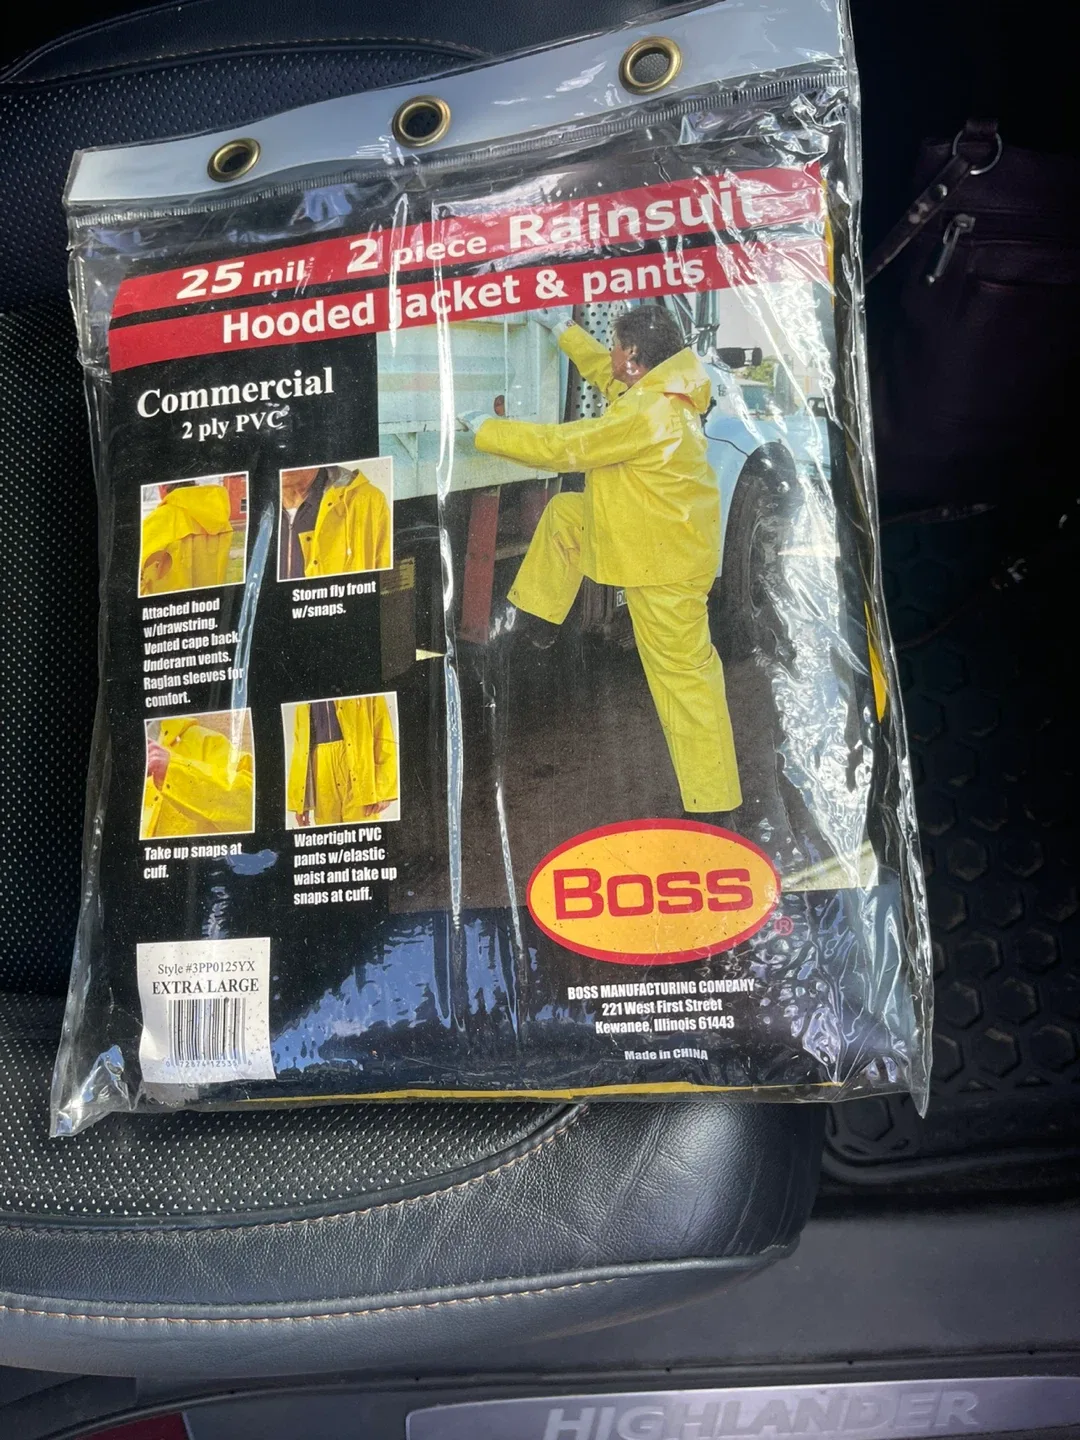 25 mil 2 piece Rainsuit
Hooded jacket & pants
Commercial
2 ply PVC
Attached hood
w/drawstring.
Vented cape back.
Underarm vents.
Raglan sleeves for
comfort.
Storm fly front
w/snaps.
Take up snaps at
cuff.
Watertight PVC
pants w/elastic
waist and take up
snaps at cuff.
BOSS
®
BOSS MANUFACTURING COMPANY
221 West First Street
Kewanee, Illinois 61443
Made in CHINA
Style #3PP0125YX
EXTRA LARGE
HIGHLANDER